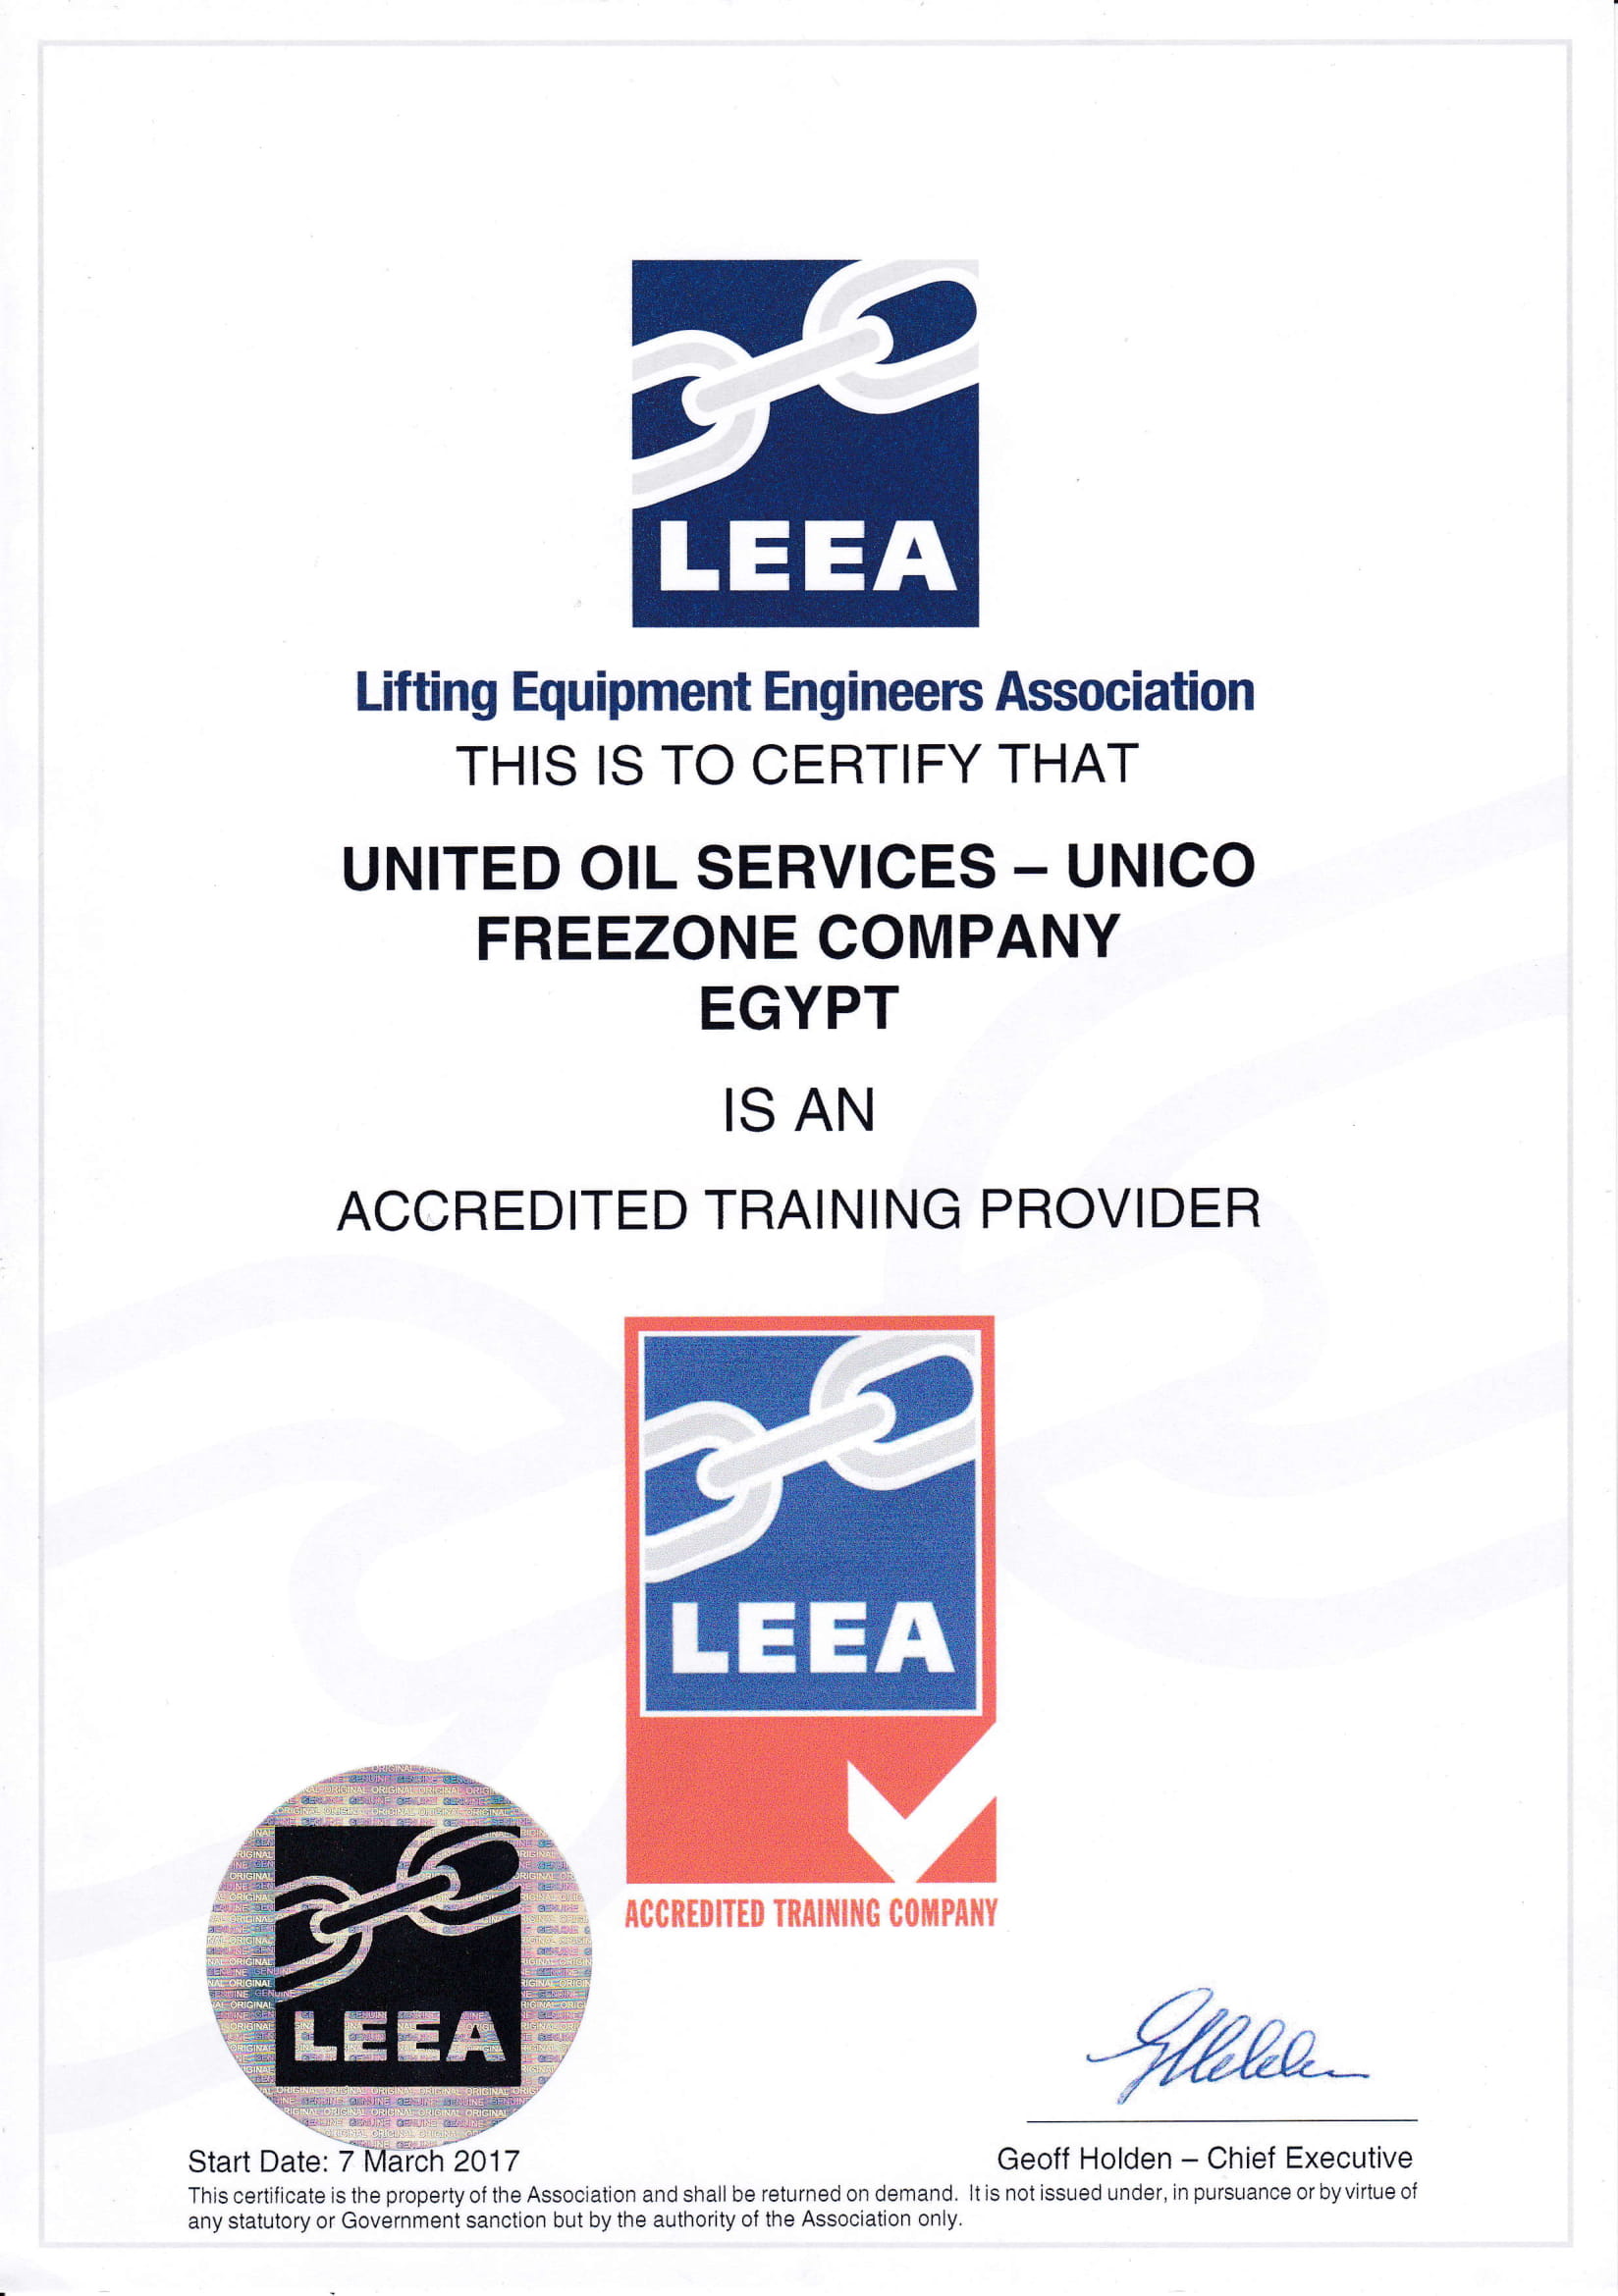 LEEA
Lifting Equipment Engineers Association
THIS IS TO CERTIFY THAT
UNITED OIL SERVICES – UNICO
FREEZONE COMPANY
EGYPT
IS AN
ACCREDITED TRAINING PROVIDER
LEEA
ACCREDITED TRAINING COMPANY
ORIGINAL
GENUINE
LEEA
Start Date: 7 March 2017
Geoff Holden – Chief Executive
This certificate is the property of the Association and shall be returned on demand. It is not issued under, in pursuance or by virtue of
any statutory or Government sanction but by the authority of the Association only.